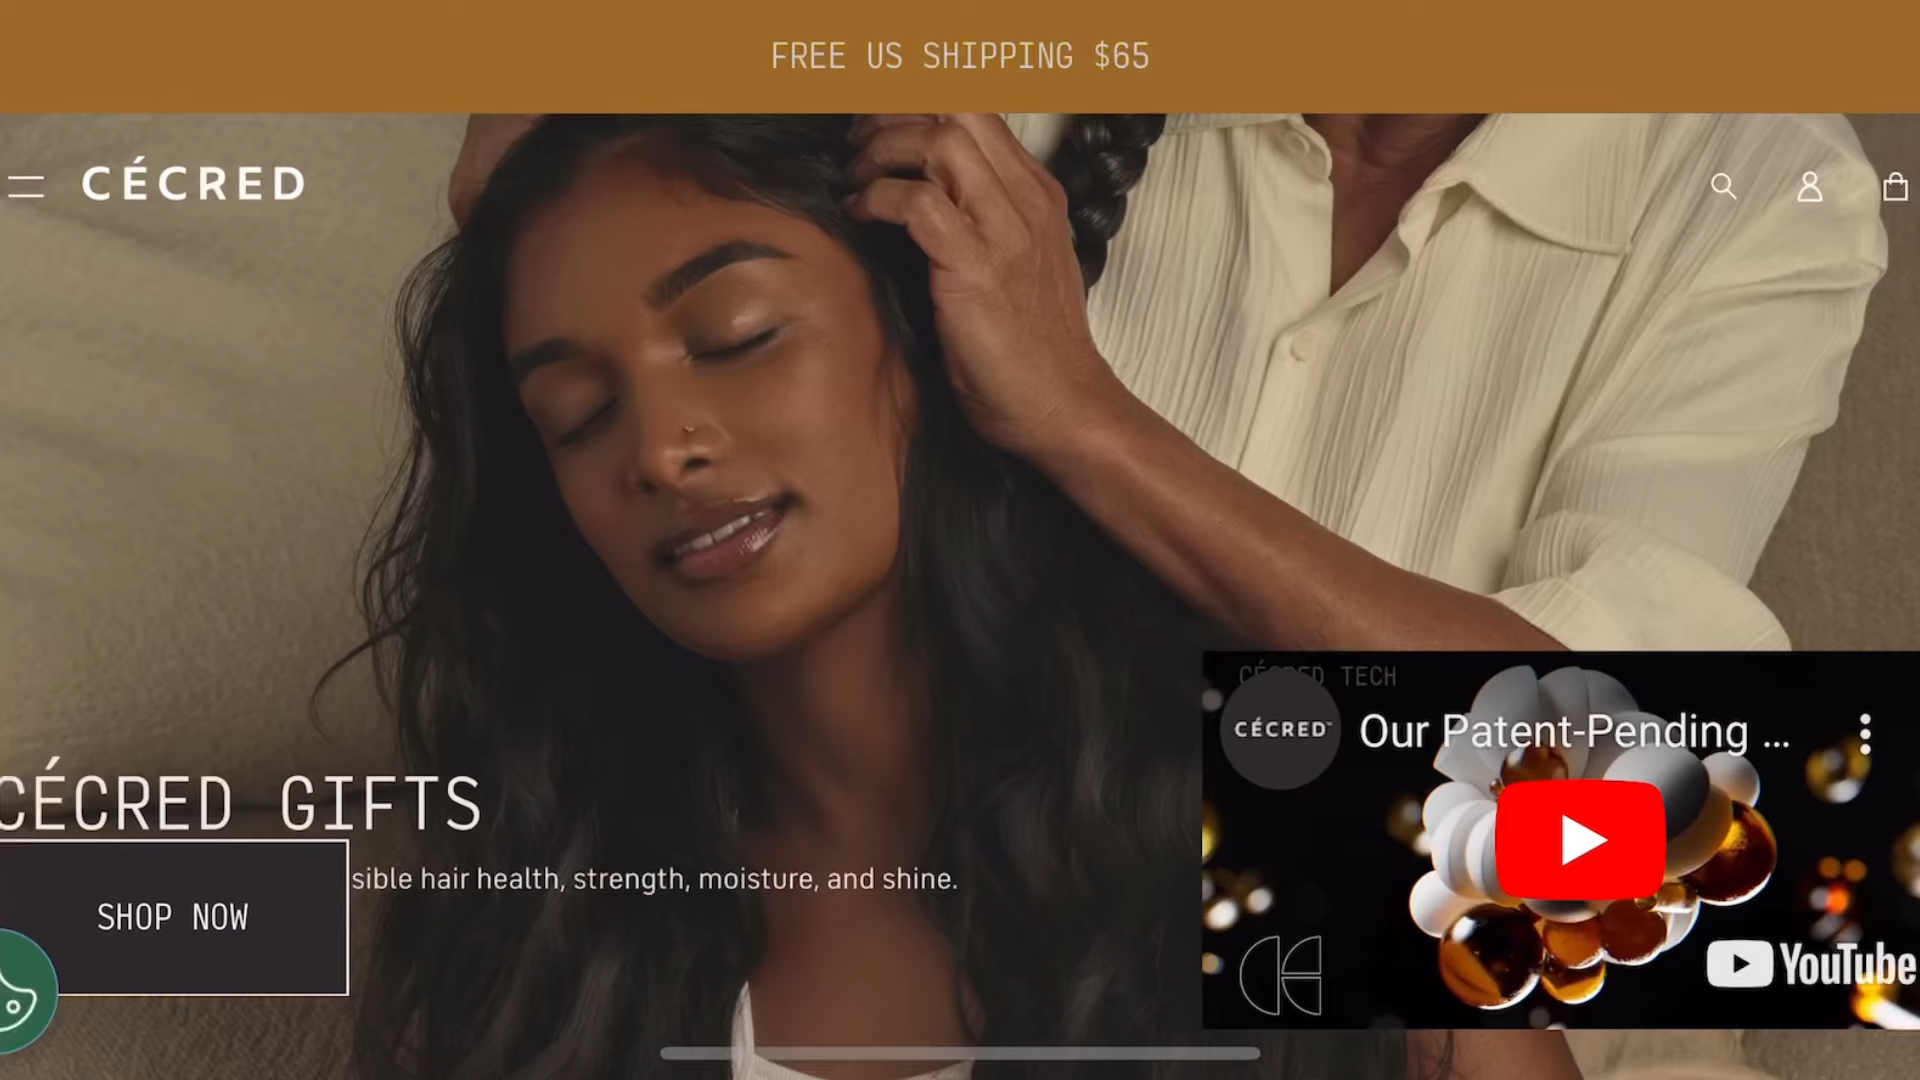 FREE US SHIPPING $65
CÉCRED
CÉCRED TECH
CÉCRED™ Our Patent-Pending ...
CÉCRED GIFTS
sible hair health, strength, moisture, and shine.
SHOP NOW
YouTube